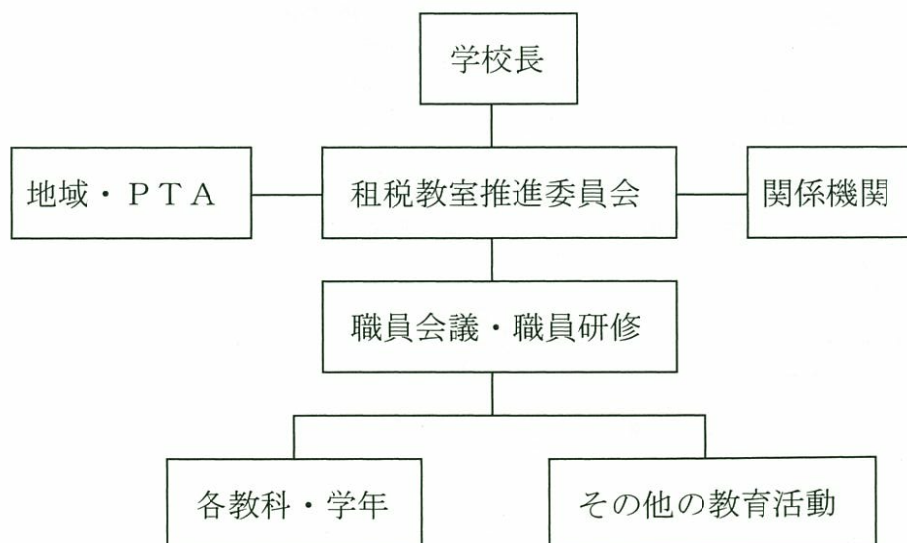 学校長
地域・ＰＴＡ
租税教室推進委員会
関係機関
職員会議・職員研修
各教科・学年
その他の教育活動